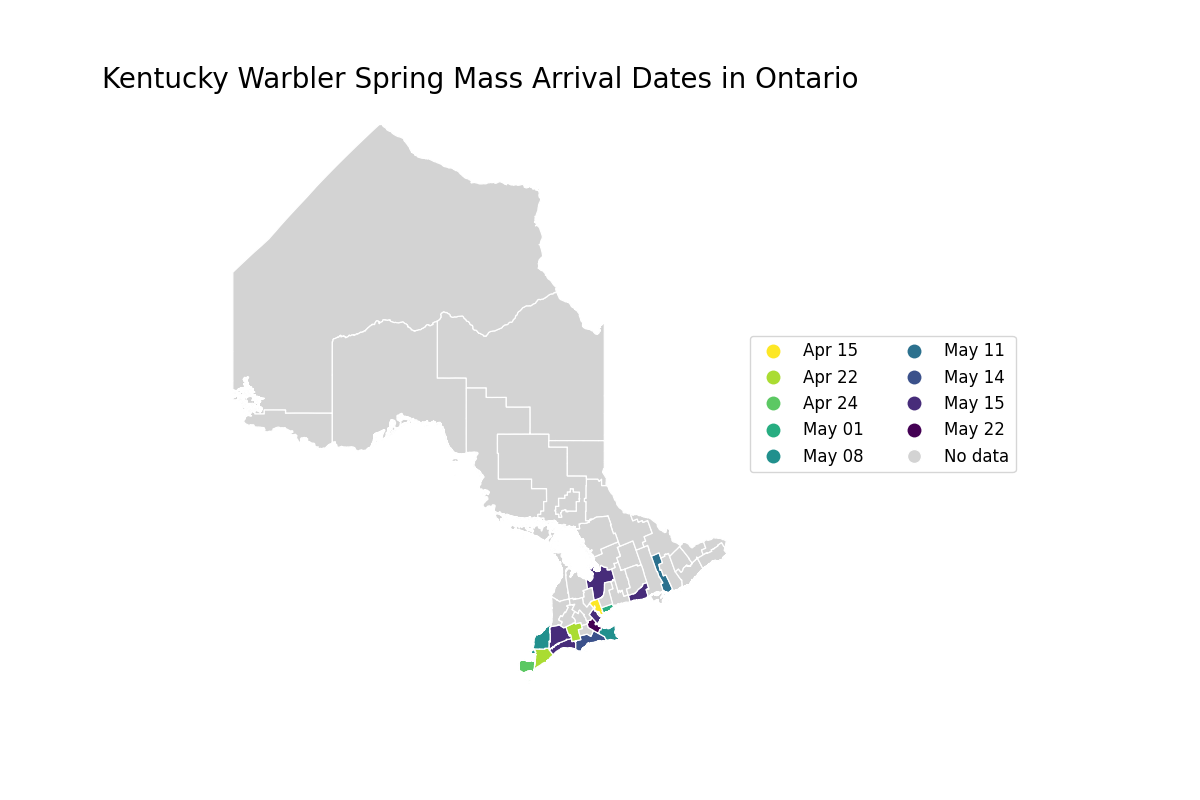 Kentucky Warbler Spring Mass Arrival Dates in Ontario
Apr 15
Apr 22
Apr 24
May 01
May 08
May 11
May 14
May 15
May 22
No data